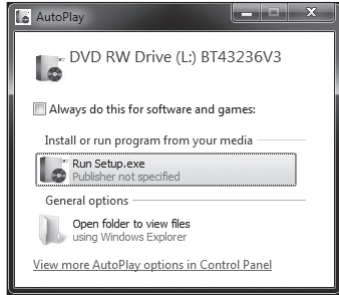 AutoPlay
DVD RW Drive (L:) BT43236V3
Always do this for software and games:
Install or run program from your media
Run Setup.exe
Publisher not specified
General options
Open folder to view files
using Windows Explorer
View more AutoPlay options in Control Panel